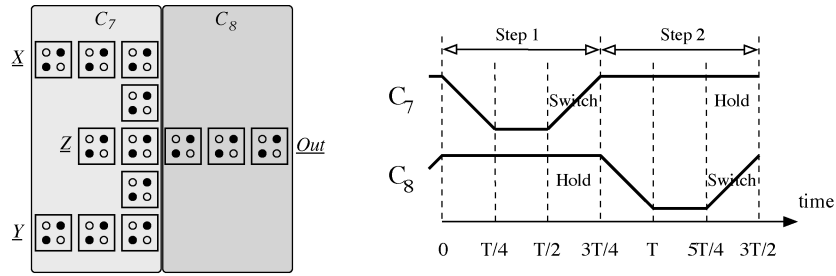 C7 C8
X
Z Out
Y
Step 1 Step 2
C7 Switch Hold
C8 Hold Switch
time
0 T/4 T/2 3T/4 T 5T/4 3T/2